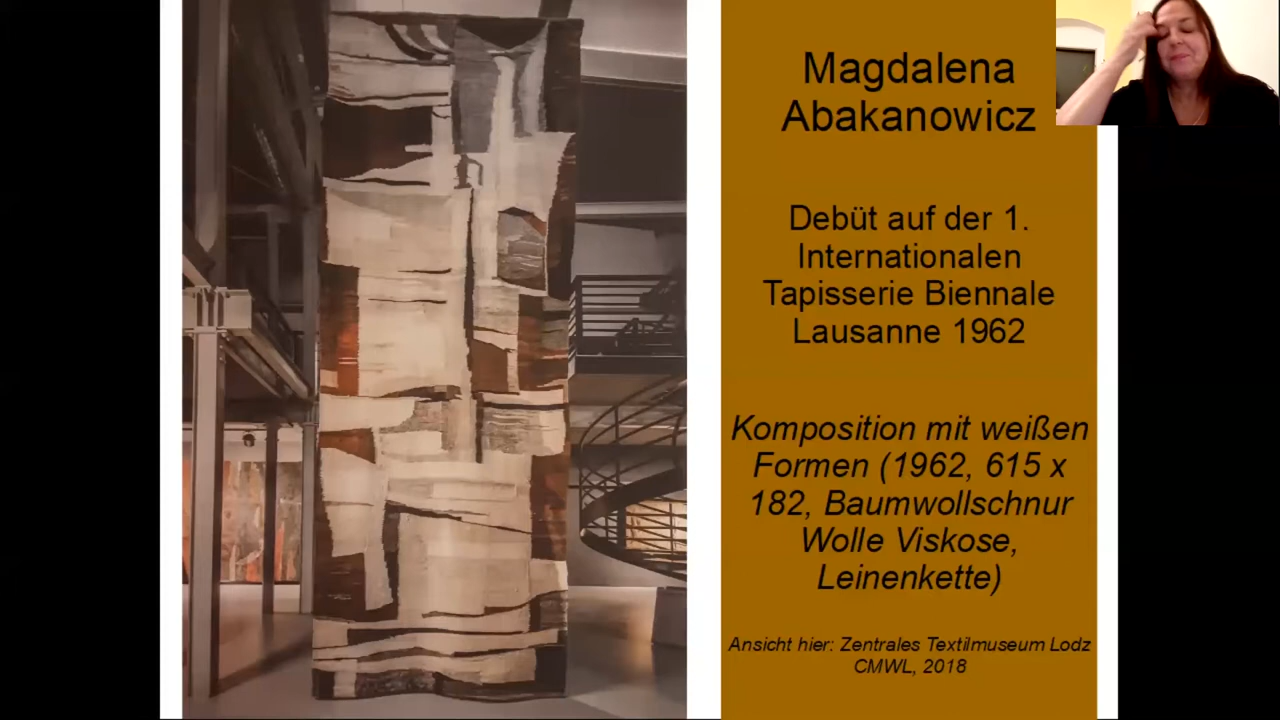 Magdalena
Abakanowicz
Debüt auf der 1.
Internationalen
Tapisserie Biennale
Lausanne 1962
Komposition mit weißen
Formen (1962, 615 x
182, Baumwollschnur
Wolle Viskose,
Leinenkette)
Ansicht hier: Zentrales Textilmuseum Lodz
CMWL, 2018